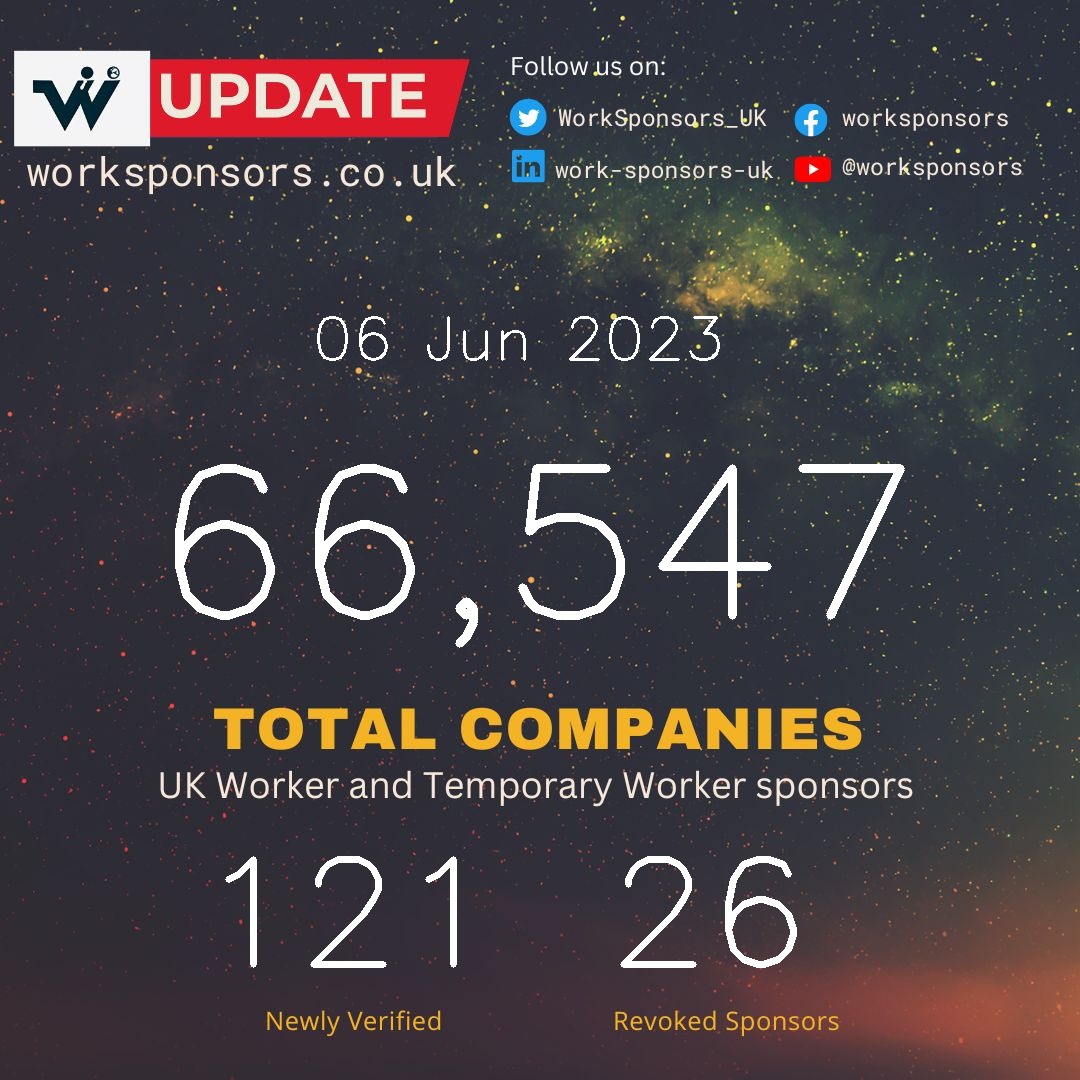 UPDATE
worksponsors.co.uk
Follow us on:
WorkSponsors_UK
worksponsors
work-sponsors-uk
@worksponsors
06 Jun 2023
66,547
TOTAL COMPANIES
UK Worker and Temporary Worker sponsors
121 26
Newly Verified Revoked Sponsors